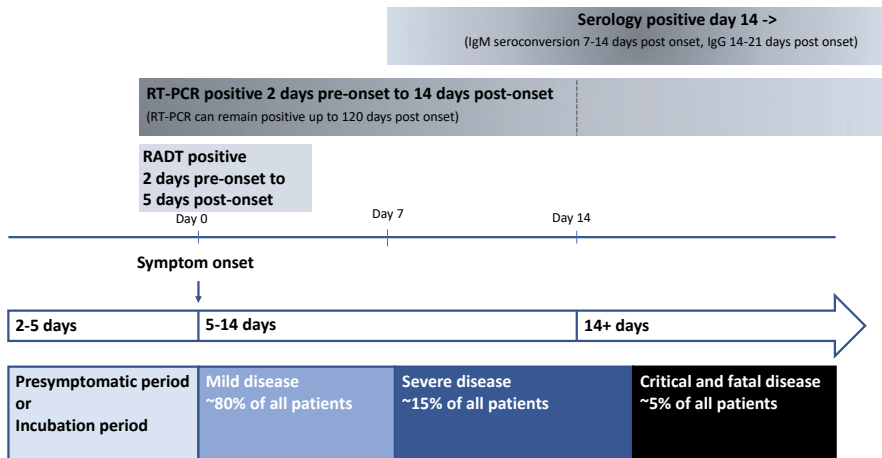 Serology positive day 14 ->
(IgM seroconversion 7-14 days post onset, IgG 14-21 days post onset)
RT-PCR positive 2 days pre-onset to 14 days post-onset
(RT-PCR can remain positive up to 120 days post onset)
RADT positive
2 days pre-onset to
5 days post-onset
Day 0
Day 7
Day 14
Symptom onset
2-5 days
5-14 days
14+ days
Presymptomatic period
or
Incubation period
Mild disease
~80% of all patients
Severe disease
~15% of all patients
Critical and fatal disease
~5% of all patients